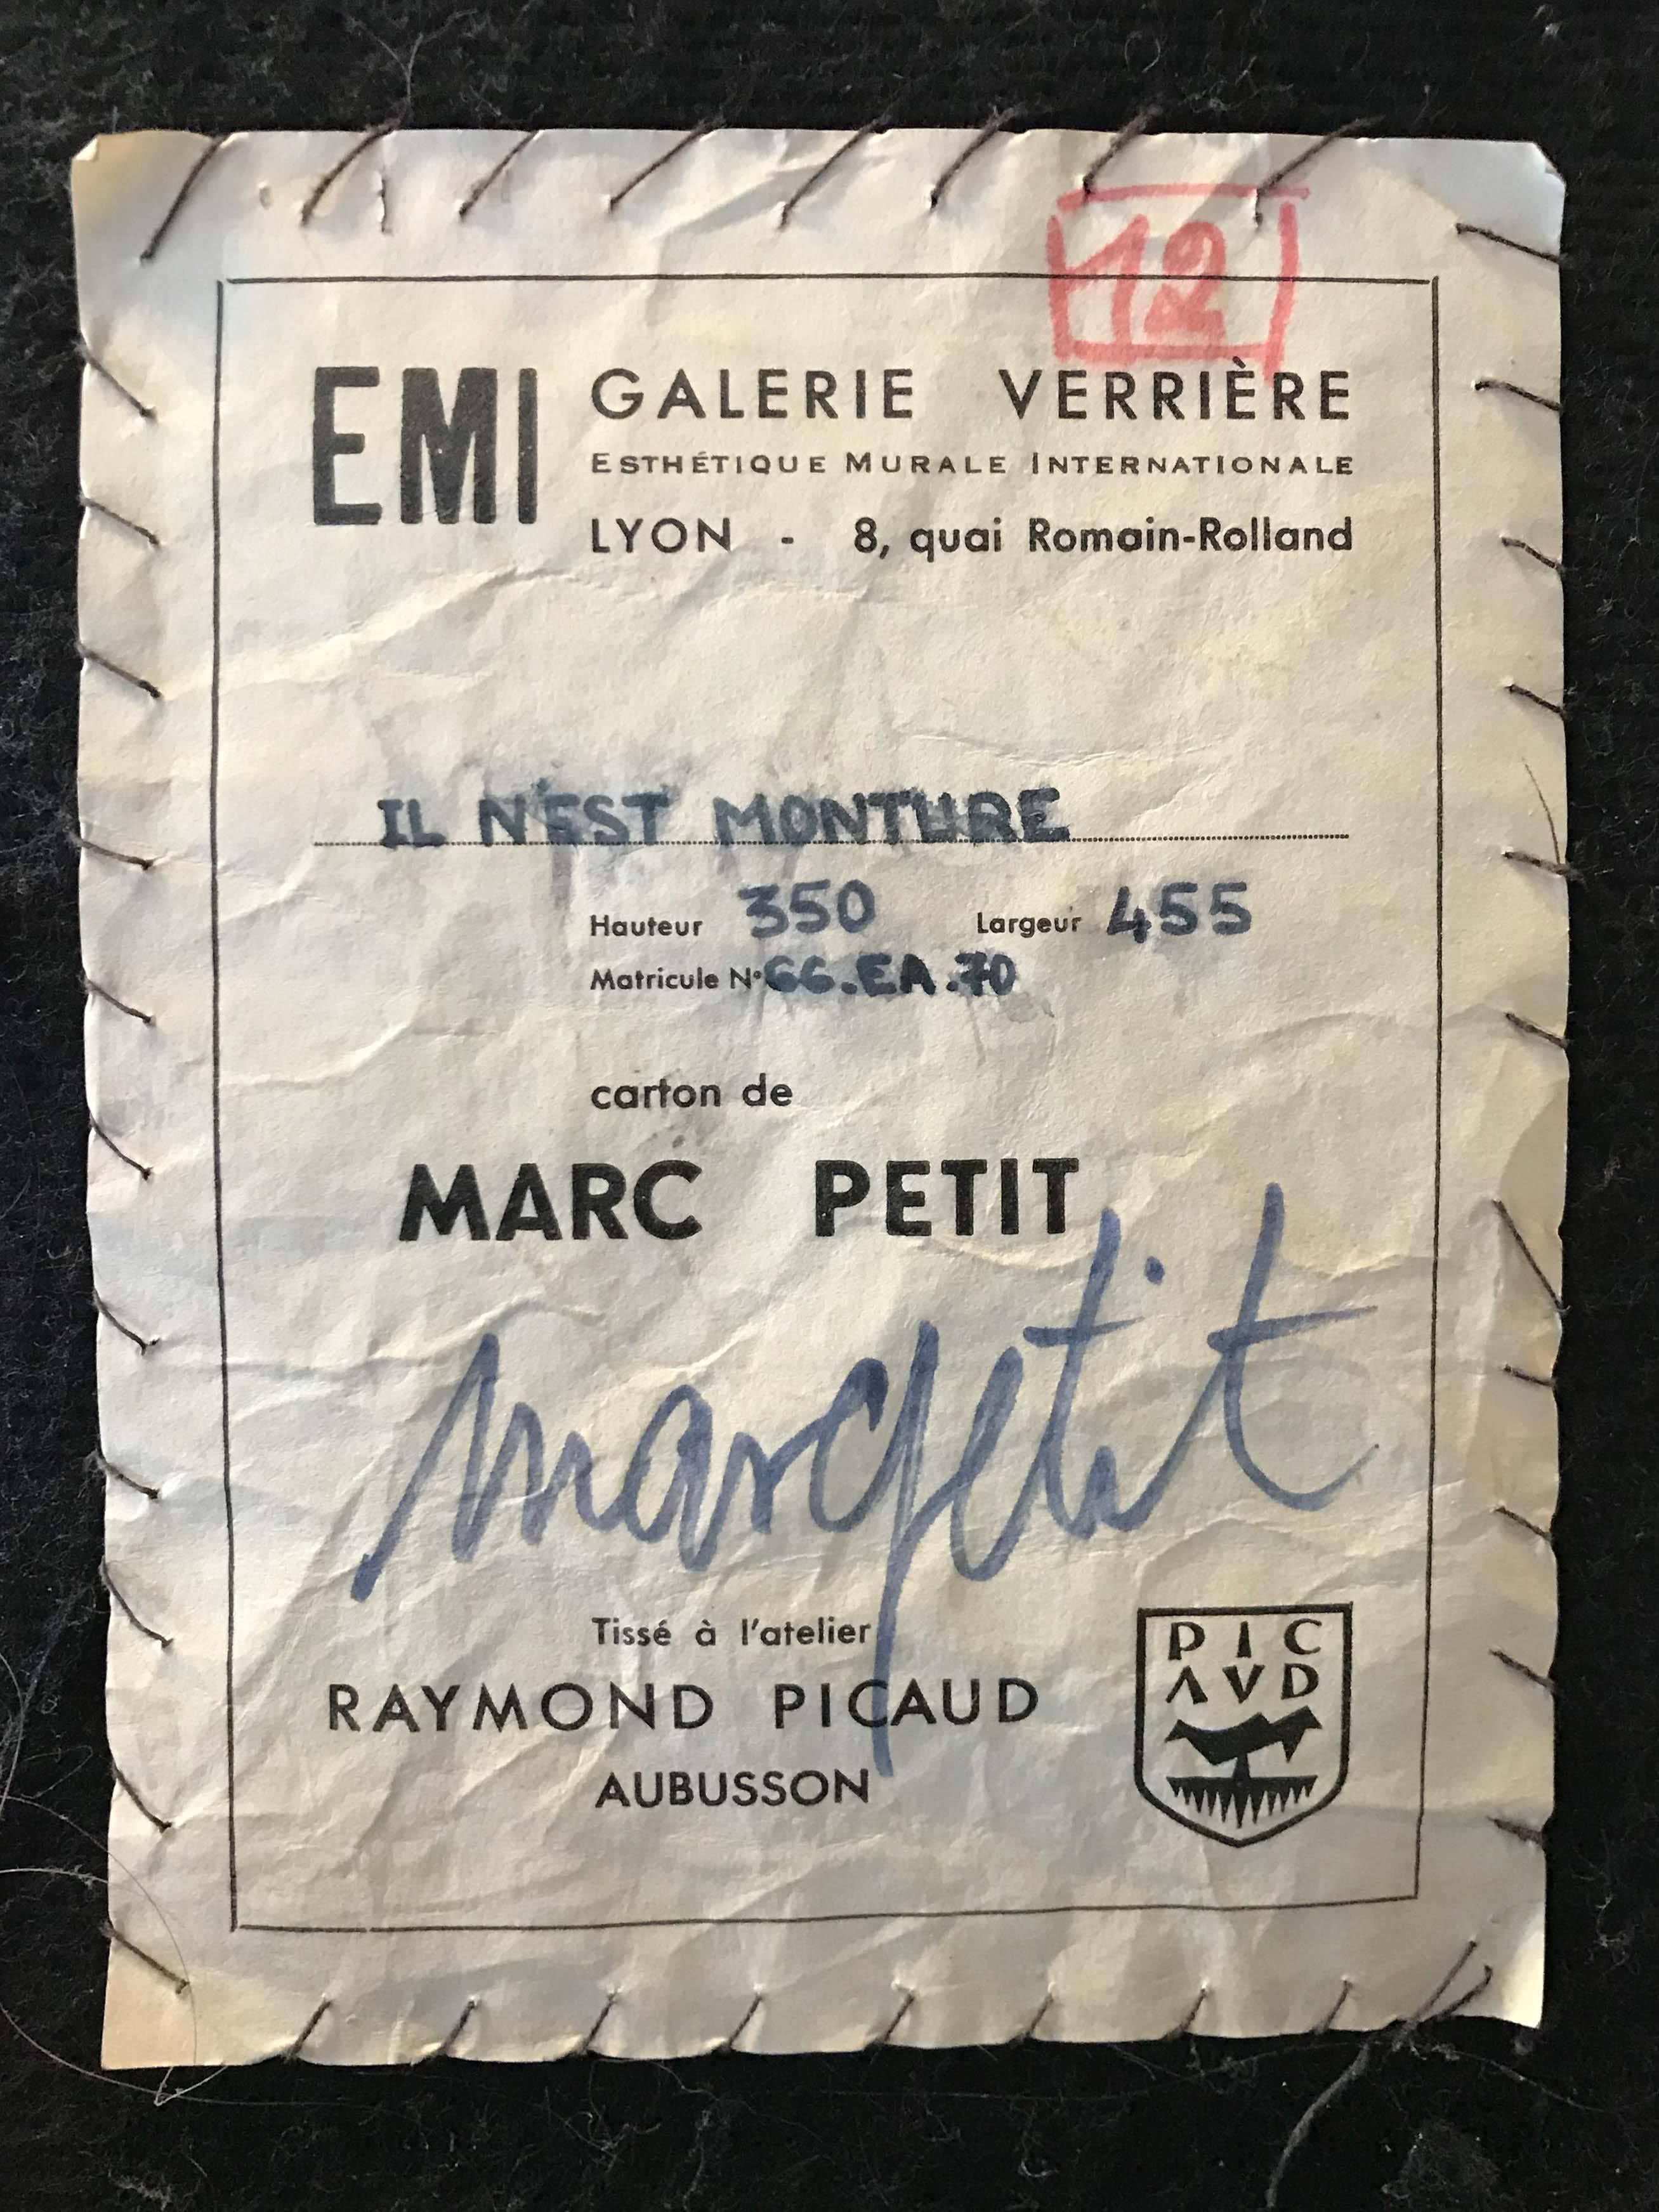 12
EMI
GALERIE VERRIÈRE
ESTHÉTIQUE MURALE INTERNATIONALE
LYON - 8, quai Romain-Rolland
IL N'EST MONTURE
Hauteur 350 Largeur 455
Matricule N° 66.EA.70
carton de
MARC PETIT
marcpetit
Tissé à l'atelier
RAYMOND PICAUD
AUBUSSON
PIC
AVD